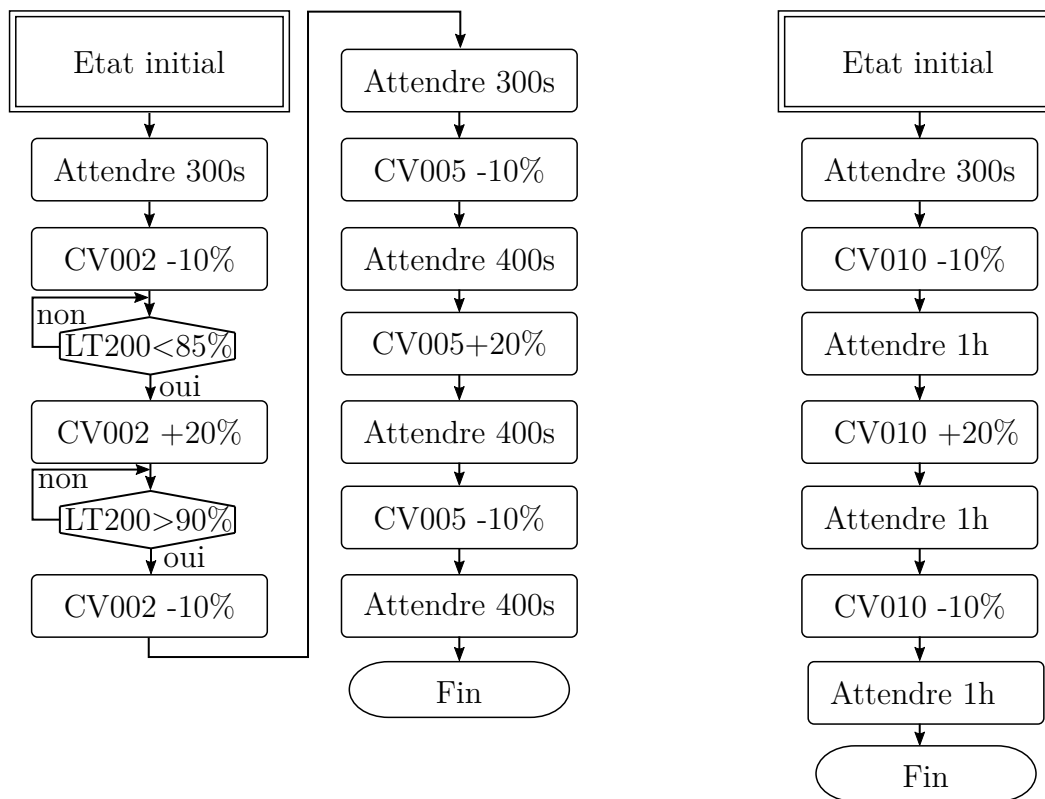 Etat initial
Attendre 300s
CV002 -10%
non
LT200<85%
oui
CV002 +20%
non
LT200>90%
oui
CV002 -10%
Attendre 300s
CV005 -10%
Attendre 400s
CV005+20%
Attendre 400s
CV005 -10%
Attendre 400s
Fin
Etat initial
Attendre 300s
CV010 -10%
Attendre 1h
CV010 +20%
Attendre 1h
CV010 -10%
Attendre 1h
Fin